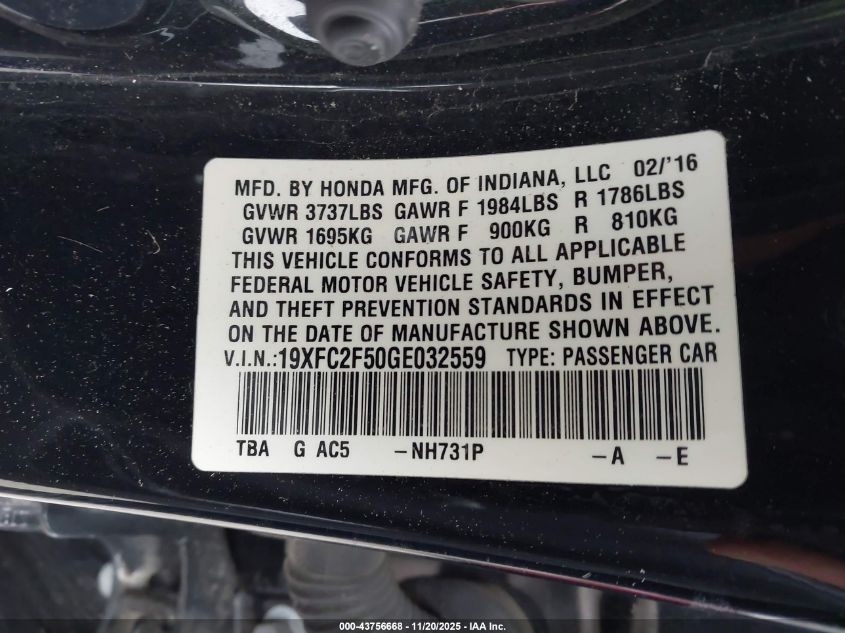 MFD. BY HONDA MFG. OF INDIANA, LLC 02/'16
GVWR 3737LBS GAWR F 1984LBS R 1786LBS
GVWR 1695KG GAWR F 900KG R 810KG
THIS VEHICLE CONFORMS TO ALL APPLICABLE
FEDERAL MOTOR VEHICLE SAFETY, BUMPER,
AND THEFT PREVENTION STANDARDS IN EFFECT
ON THE DATE OF MANUFACTURE SHOWN ABOVE.
V.I.N.:19XFC2F50GE032559 TYPE: PASSENGER CAR
TBA G AC5 -NH731P -A -E
000-43756668 - 11/20/2025 - IAA Inc.